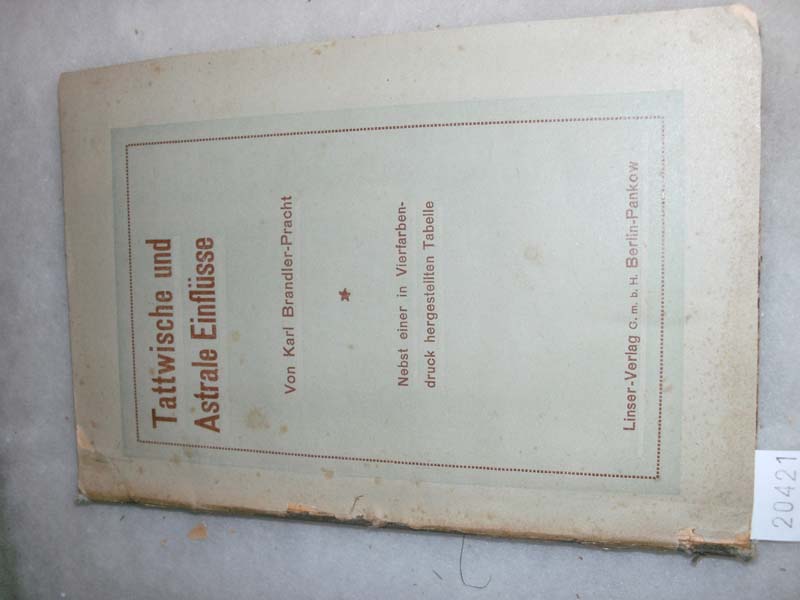 Tattwische und
Astrale Einflüsse
Von Karl Brandler-Pracht
Nebst einer in Vierfarben-
druck hergestellten Tabelle
Linser-Verlag G. m. b. H. Berlin-Pankow
20421